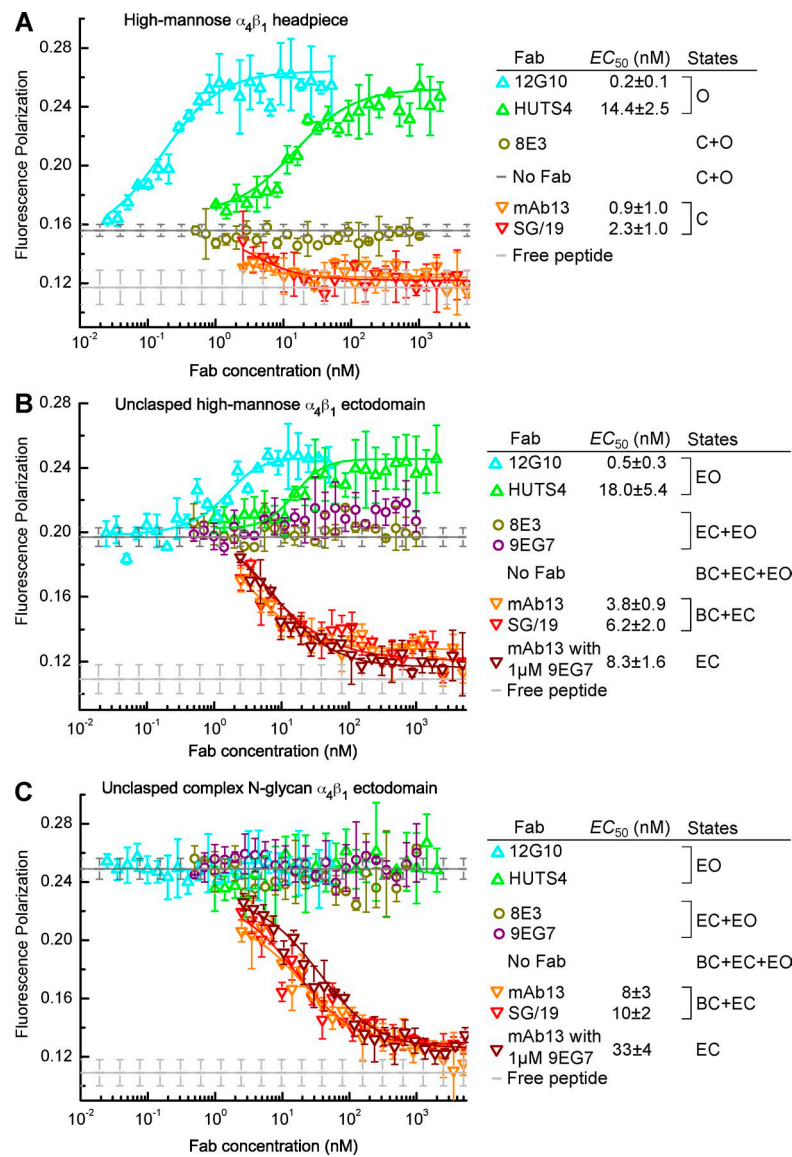 A
High-mannose α4β1 headpiece
Fluorescence Polarization
0.28
0.24
0.20
0.16
0.12
10⁻² 10⁻¹ 10⁰ 10¹ 10² 10³
Fab concentration (nM)
Fab EC50 (nM) States
12G10 0.2±0.1
HUTS4 14.4±2.5
O
8E3 C+O
No Fab C+O
mAb13 0.9±1.0
SG/19 2.3±1.0
C
Free peptide
B
Unclasped high-mannose α4β1 ectodomain
Fluorescence Polarization
0.28
0.24
0.20
0.16
0.12
10⁻² 10⁻¹ 10⁰ 10¹ 10² 10³
Fab concentration (nM)
Fab EC50 (nM) States
12G10 0.5±0.3
HUTS4 18.0±5.4
EO
8E3
9EG7
EC+EO
No Fab BC+EC+EO
mAb13 3.8±0.9
SG/19 6.2±2.0
BC+EC
mAb13 with
1μM 9EG7 8.3±1.6 EC
Free peptide
C
Unclasped complex N-glycan α4β1 ectodomain
Fluorescence Polarization
0.28
0.24
0.20
0.16
0.12
10⁻² 10⁻¹ 10⁰ 10¹ 10² 10³
Fab concentration (nM)
Fab EC50 (nM) States
12G10
HUTS4
EO
8E3
9EG7
EC+EO
No Fab BC+EC+EO
mAb13 8±3
SG/19 10±2
BC+EC
mAb13 with
1μM 9EG7 33±4 EC
Free peptide